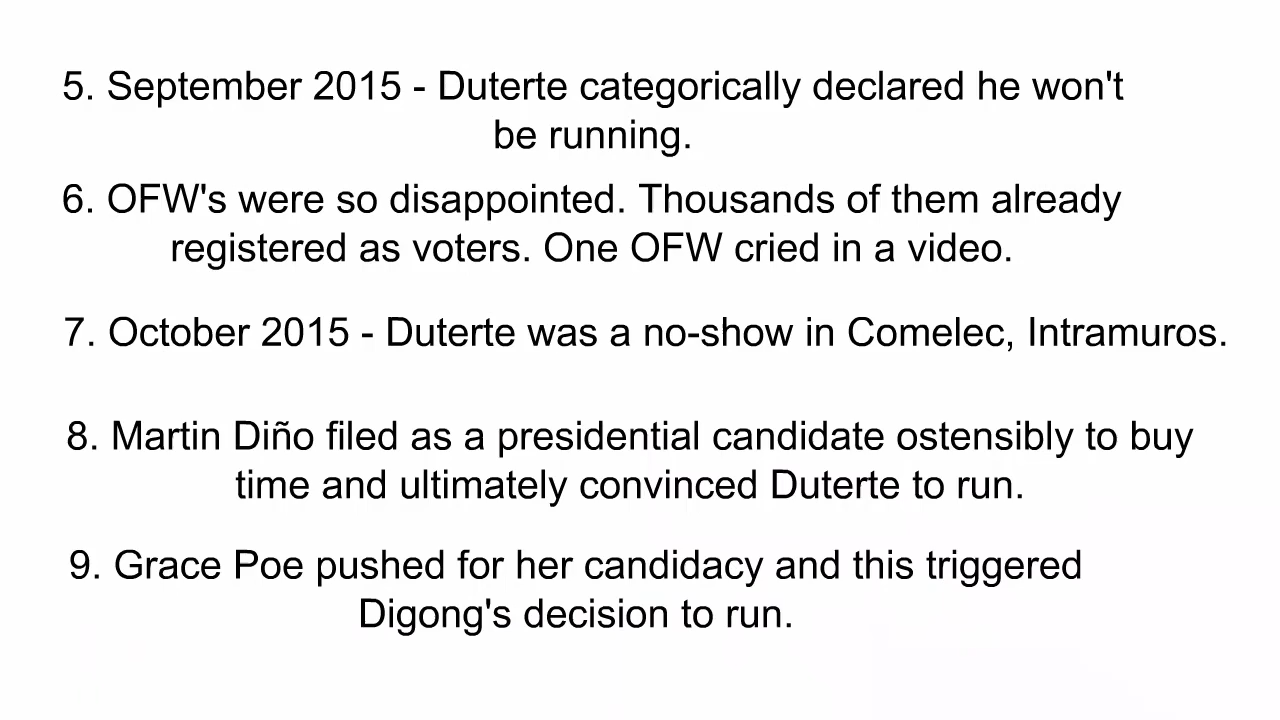 5. September 2015 - Duterte categorically declared he won't
be running.
6. OFW's were so disappointed. Thousands of them already
registered as voters. One OFW cried in a video.
7. October 2015 - Duterte was a no-show in Comelec, Intramuros.
8. Martin Diño filed as a presidential candidate ostensibly to buy
time and ultimately convinced Duterte to run.
9. Grace Poe pushed for her candidacy and this triggered
Digong's decision to run.